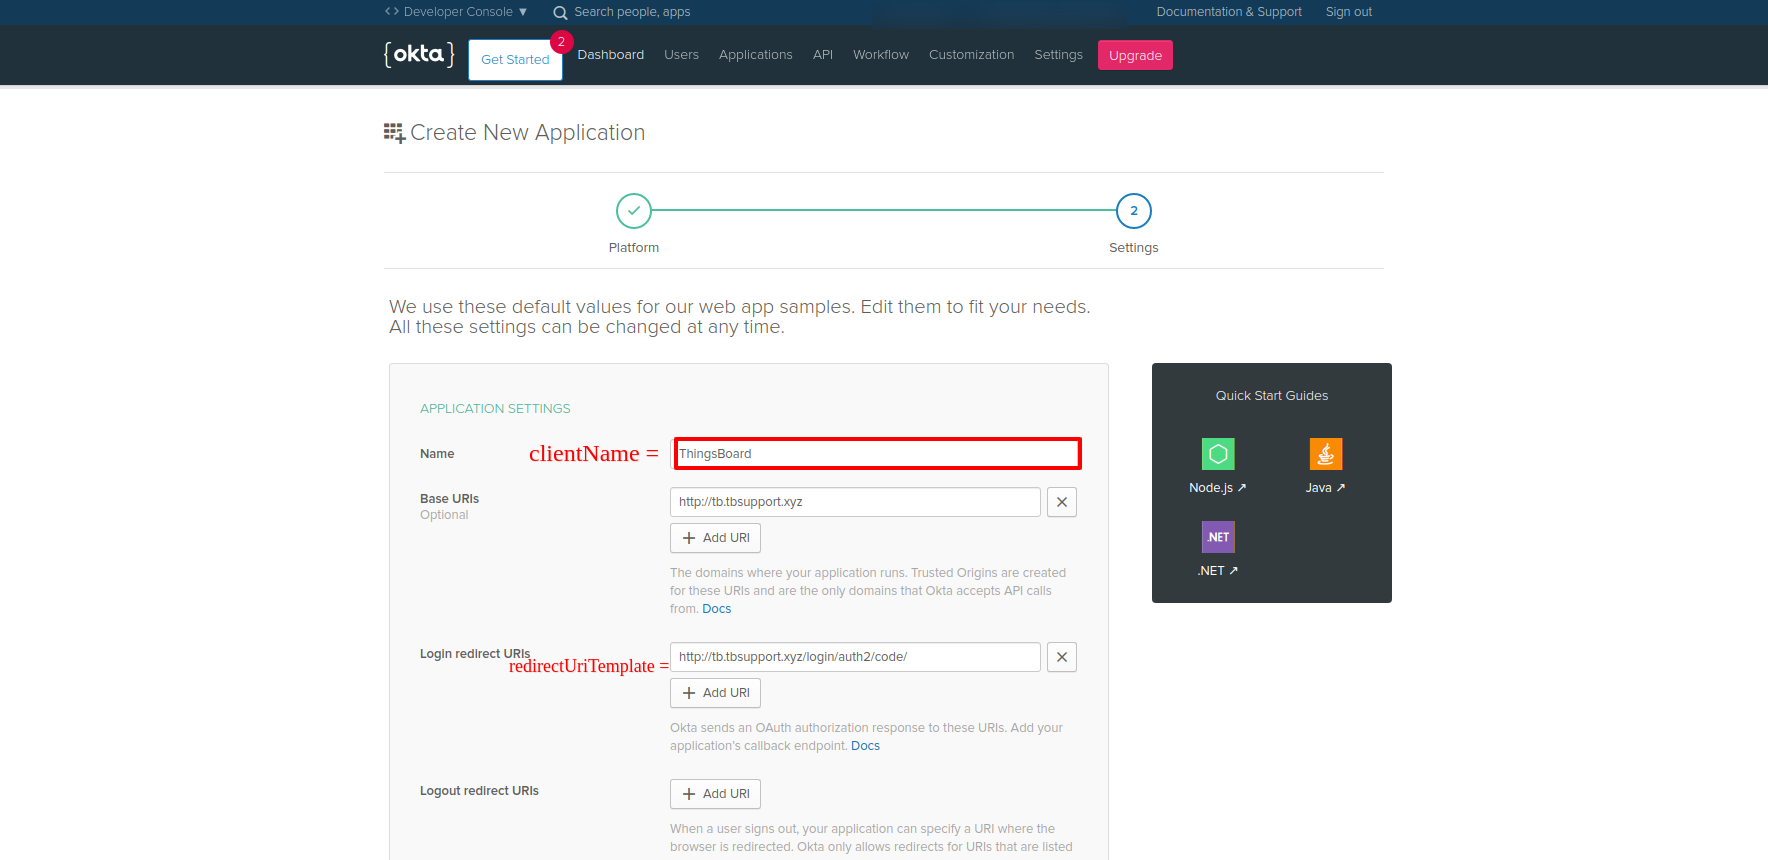 <> Developer Console ▼ Search people, apps Documentation & Support Sign out
{okta} Get Started 2 Dashboard Users Applications API Workflow Customization Settings Upgrade
Create New Application
2
Platform Settings
We use these default values for our web app samples. Edit them to fit your needs.
All these settings can be changed at any time.
APPLICATION SETTINGS
Name clientName = ThingsBoard
Base URIs
Optional
http://tb.tbsupport.xyz
+ Add URI
The domains where your application runs. Trusted Origins are created
for these URIs and are the only domains that Okta accepts API calls
from. Docs
Login redirect URIs
redirectUriTemplate =
http://tb.tbsupport.xyz/login/auth2/code/
+ Add URI
Okta sends an OAuth authorization response to these URIs. Add your
application's callback endpoint. Docs
Logout redirect URIs
+ Add URI
When a user signs out, your application can specify a URI where the
browser is redirected. Okta only allows redirects for URIs that are listed
Quick Start Guides
Node.js ↗ Java ↗
.NET
.NET ↗